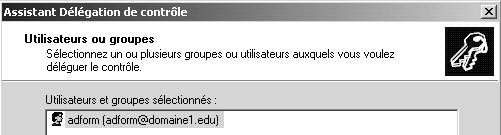 Assistant Délégation de contrôle
Utilisateurs ou groupes
Sélectionnez un ou plusieurs groupes ou utilisateurs auxquels vous voulez
déléguer le contrôle.
Utilisateurs et groupes sélectionnés :
adform (adform@domaine1.edu)